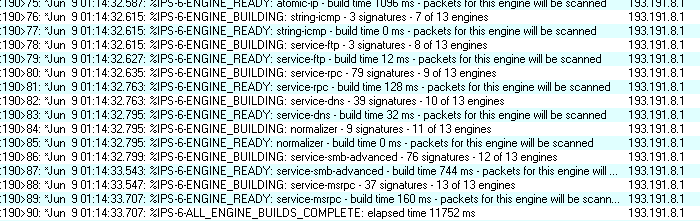 :190>75: *Jun 9 01:14:32.587: %IPS-6-ENGINE_READY: atomic-ip - build time 1096 ms - packets for this engine will be scanned 193.191.8.1
:190>76: *Jun 9 01:14:32.615: %IPS-6-ENGINE_BUILDING: string-icmp - 3 signatures - 7 of 13 engines 193.191.8.1
:190>77: *Jun 9 01:14:32.615: %IPS-6-ENGINE_READY: string-icmp - build time 0 ms - packets for this engine will be scanned 193.191.8.1
:190>78: *Jun 9 01:14:32.615: %IPS-6-ENGINE_BUILDING: service-ftp - 3 signatures - 8 of 13 engines 193.191.8.1
:190>79: *Jun 9 01:14:32.627: %IPS-6-ENGINE_READY: service-ftp - build time 12 ms - packets for this engine will be scanned 193.191.8.1
:190>80: *Jun 9 01:14:32.635: %IPS-6-ENGINE_BUILDING: service-rpc - 79 signatures - 9 of 13 engines 193.191.8.1
:190>81: *Jun 9 01:14:32.763: %IPS-6-ENGINE_READY: service-rpc - build time 128 ms - packets for this engine will be scanned 193.191.8.1
:190>82: *Jun 9 01:14:32.763: %IPS-6-ENGINE_BUILDING: service-dns - 39 signatures - 10 of 13 engines 193.191.8.1
:190>83: *Jun 9 01:14:32.795: %IPS-6-ENGINE_READY: service-dns - build time 32 ms - packets for this engine will be scanned 193.191.8.1
:190>84: *Jun 9 01:14:32.795: %IPS-6-ENGINE_BUILDING: normalizer - 9 signatures - 11 of 13 engines 193.191.8.1
:190>85: *Jun 9 01:14:32.795: %IPS-6-ENGINE_READY: normalizer - build time 0 ms - packets for this engine will be scanned 193.191.8.1
:190>86: *Jun 9 01:14:32.799: %IPS-6-ENGINE_BUILDING: service-smb-advanced - 76 signatures - 12 of 13 engines 193.191.8.1
:190>87: *Jun 9 01:14:33.543: %IPS-6-ENGINE_READY: service-smb-advanced - build time 744 ms - packets for this engine will ... 193.191.8.1
:190>88: *Jun 9 01:14:33.547: %IPS-6-ENGINE_BUILDING: service-msrpc - 37 signatures - 13 of 13 engines 193.191.8.1
:190>89: *Jun 9 01:14:33.707: %IPS-6-ENGINE_READY: service-msrpc - build time 160 ms - packets for this engine will be scann... 193.191.8.1
:190>90: *Jun 9 01:14:33.707: %IPS-6-ALL_ENGINE_BUILDS_COMPLETE: elapsed time 11752 ms 193.191.8.1